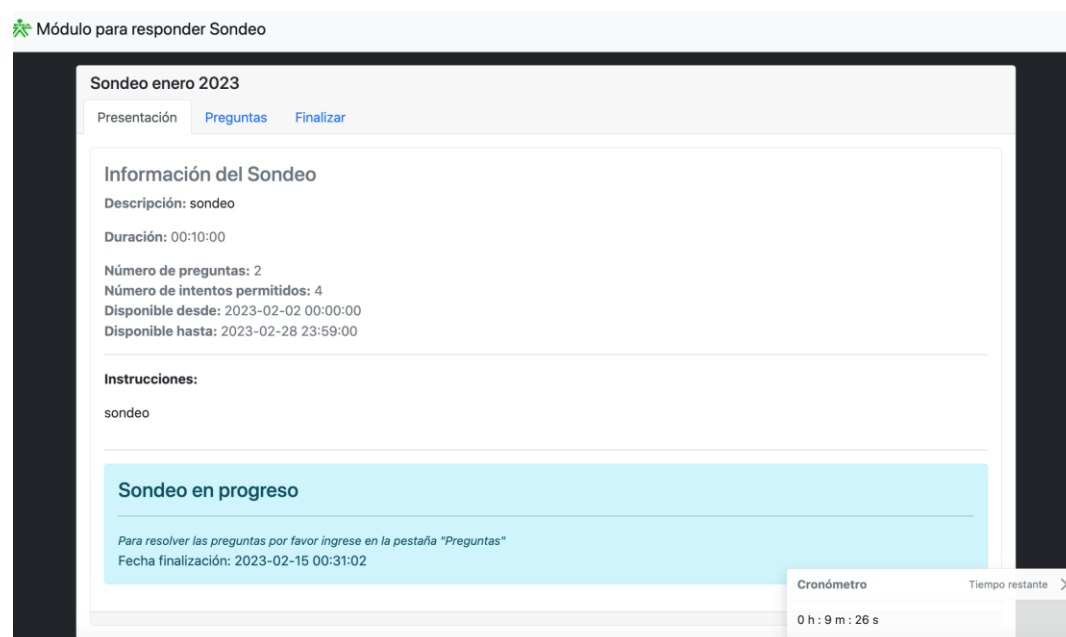 Módulo para responder Sondeo
Sondeo enero 2023
Presentación Preguntas Finalizar
Información del Sondeo
Descripción: sondeo
Duración: 00:10:00
Número de preguntas: 2
Número de intentos permitidos: 4
Disponible desde: 2023-02-02 00:00:00
Disponible hasta: 2023-02-28 23:59:00
Instrucciones:
sondeo
Sondeo en progreso
Para resolver las preguntas por favor ingrese en la pestaña "Preguntas"
Fecha finalización: 2023-02-15 00:31:02
Cronómetro Tiempo restante
0 h : 9 m : 26 s